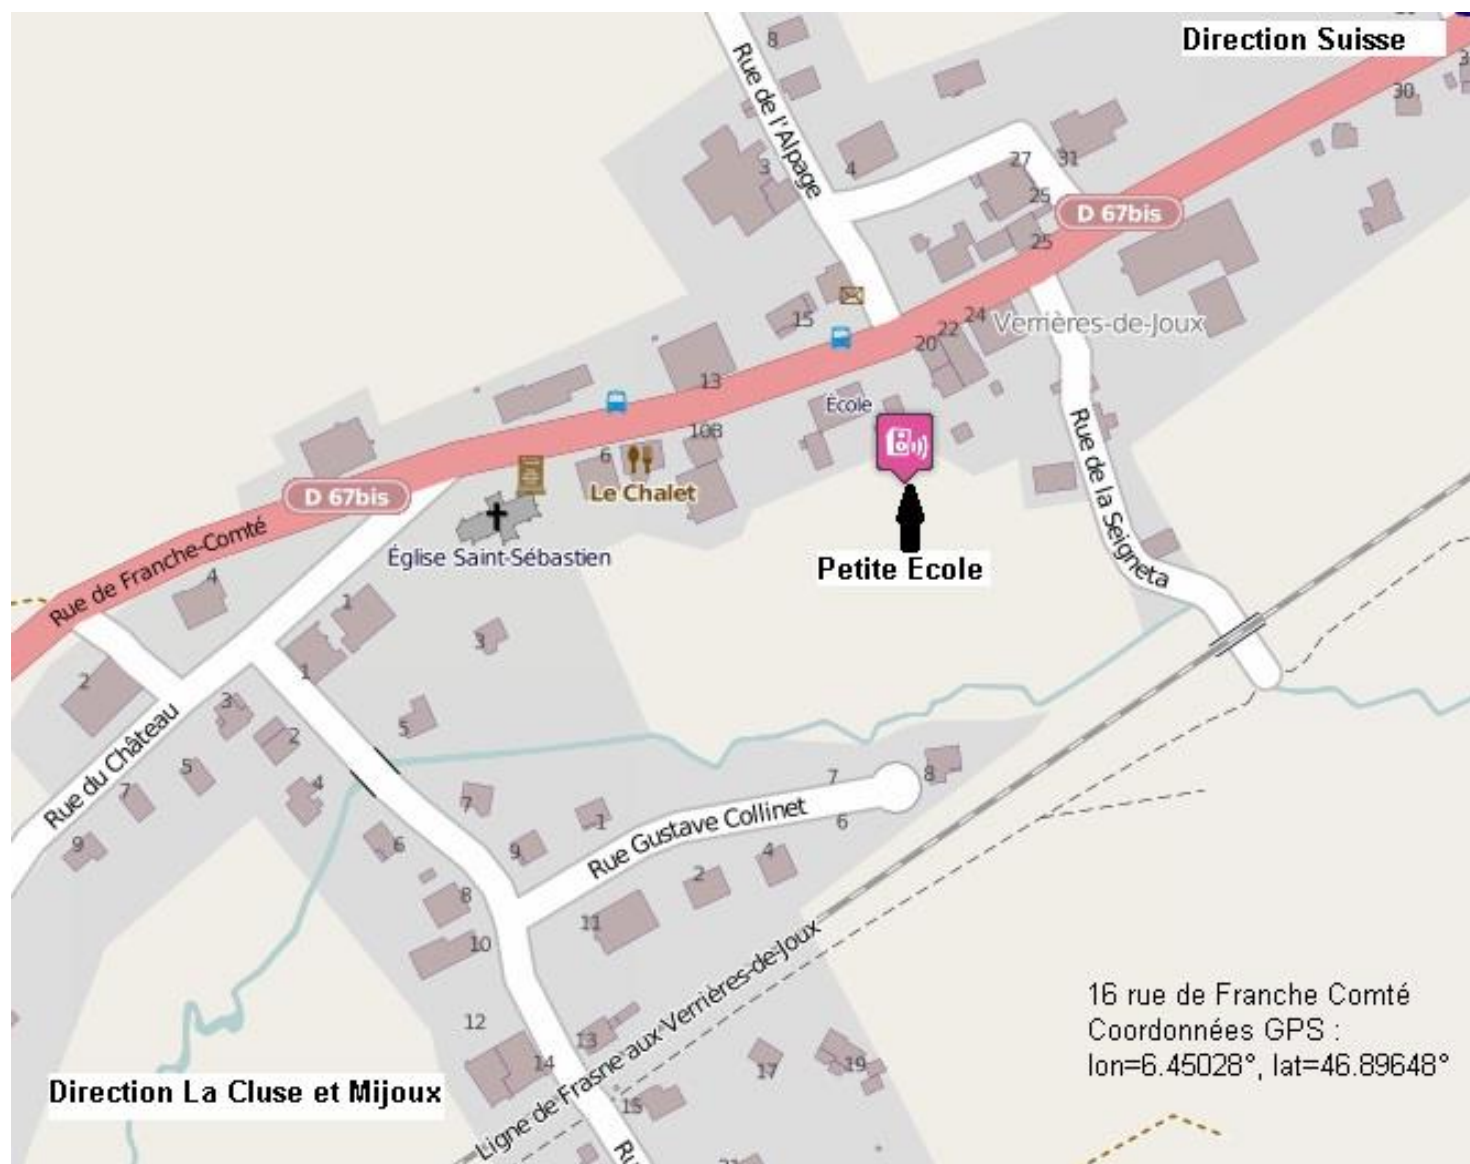 Direction Suisse
8
30
Rue de l'Alpage
3
4
27
31
25
D 67bis
25
15
24
22
20
Verrières-de-Joux
13
École
10B
6
Le Chalet
D 67bis
Rue de Franche-Comté
Église Saint-Sébastien
Petite Ecole
Rue de la Seigneta
4
1
3
1
2
3
5
2
Rue du Château
5
7
4
7
9
6
1
9
7
8
6
Rue Gustave Collinet
4
2
8
11
10
12
13
14
15
17
19
Ligne de Frasne aux Verrières-de-Joux
16 rue de Franche Comté
Coordonnées GPS :
lon=6.45028°, lat=46.89648°
Direction La Cluse et Mijoux